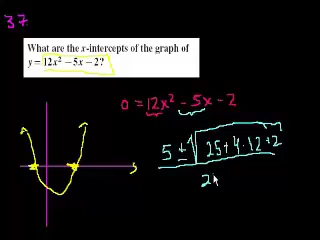 37
What are the x-intercepts of the graph of
y = 12x² − 5x − 2?
0 = 12x² − 5x − 2
5 ± √25 + 4 · 12 · 2
2